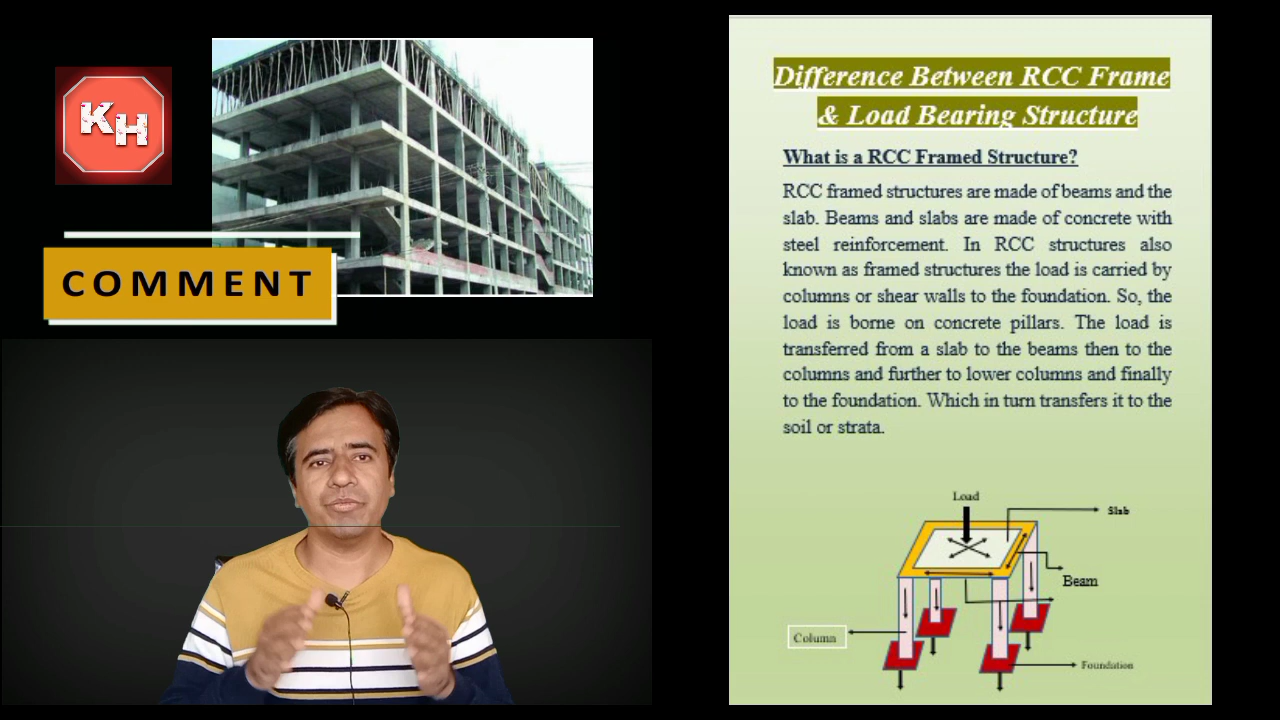 KH
COMMENT
Difference Between RCC Frame
& Load Bearing Structure
What is a RCC Framed Structure?
RCC framed structures are made of beams and the
slab. Beams and slabs are made of concrete with
steel reinforcement. In RCC structures also
known as framed structures the load is carried by
columns or shear walls to the foundation. So, the
load is borne on concrete pillars. The load is
transferred from a slab to the beams then to the
columns and further to lower columns and finally
to the foundation. Which in turn transfers it to the
soil or strata.
Load
Slab
Beam
Column
Foundation